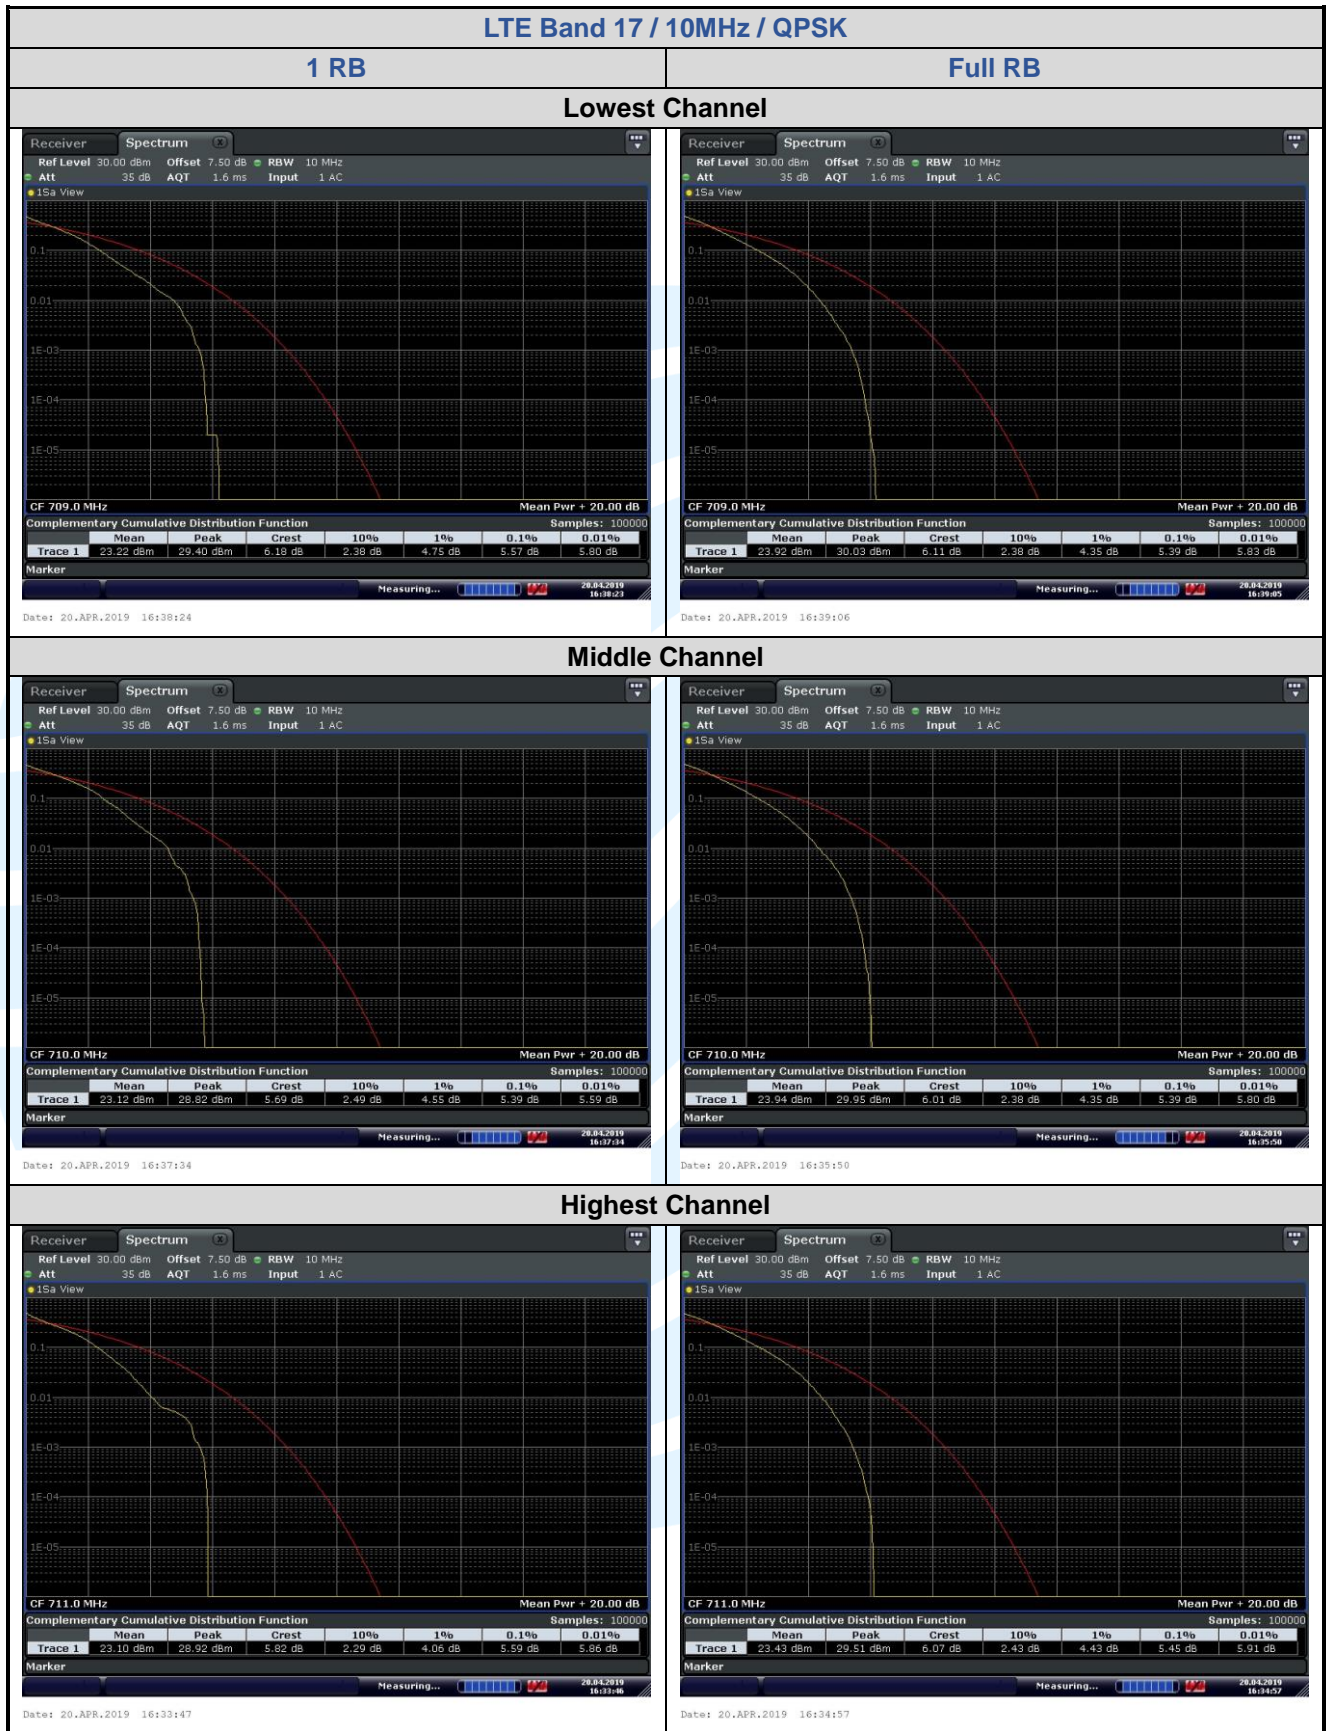 LTE Band 17 / 10MHz / QPSK
1 RB
Full RB
Lowest Channel
Receiver Spectrum
Ref Level 30.00 dBm Offset 7.50 dB RBW 10 MHz
Att 35 dB AQT 1.6 ms Input 1 AC
1Sa View
0.1
0.01
1E-03
1E-04
1E-05
CF 709.0 MHz Mean Pwr + 20.00 dB
Complementary Cumulative Distribution Function Samples: 100000
Mean Peak Crest 10% 1% 0.1% 0.01%
Trace 1 23.22 dBm 29.40 dBm 6.18 dB 2.38 dB 4.75 dB 5.57 dB 5.80 dB
Marker
Measuring... 20.04.2019
16:38:23
Date: 20.APR.2019 16:38:24
Receiver Spectrum
Ref Level 30.00 dBm Offset 7.50 dB RBW 10 MHz
Att 35 dB AQT 1.6 ms Input 1 AC
1Sa View
0.1
0.01
1E-03
1E-04
1E-05
CF 709.0 MHz Mean Pwr + 20.00 dB
Complementary Cumulative Distribution Function Samples: 100000
Mean Peak Crest 10% 1% 0.1% 0.01%
Trace 1 23.92 dBm 30.03 dBm 6.11 dB 2.38 dB 4.35 dB 5.39 dB 5.83 dB
Marker
Measuring... 20.04.2019
16:39:05
Date: 20.APR.2019 16:39:06
Middle Channel
Receiver Spectrum
Ref Level 30.00 dBm Offset 7.50 dB RBW 10 MHz
Att 35 dB AQT 1.6 ms Input 1 AC
1Sa View
0.1
0.01
1E-03
1E-04
1E-05
CF 710.0 MHz Mean Pwr + 20.00 dB
Complementary Cumulative Distribution Function Samples: 100000
Mean Peak Crest 10% 1% 0.1% 0.01%
Trace 1 23.12 dBm 28.82 dBm 5.69 dB 2.49 dB 4.55 dB 5.39 dB 5.59 dB
Marker
Measuring... 20.04.2019
16:37:34
Date: 20.APR.2019 16:37:34
Receiver Spectrum
Ref Level 30.00 dBm Offset 7.50 dB RBW 10 MHz
Att 35 dB AQT 1.6 ms Input 1 AC
1Sa View
0.1
0.01
1E-03
1E-04
1E-05
CF 710.0 MHz Mean Pwr + 20.00 dB
Complementary Cumulative Distribution Function Samples: 100000
Mean Peak Crest 10% 1% 0.1% 0.01%
Trace 1 23.94 dBm 29.95 dBm 6.01 dB 2.38 dB 4.35 dB 5.39 dB 5.80 dB
Marker
Measuring... 20.04.2019
16:35:50
Date: 20.APR.2019 16:35:50
Highest Channel
Receiver Spectrum
Ref Level 30.00 dBm Offset 7.50 dB RBW 10 MHz
Att 35 dB AQT 1.6 ms Input 1 AC
1Sa View
0.1
0.01
1E-03
1E-04
1E-05
CF 711.0 MHz Mean Pwr + 20.00 dB
Complementary Cumulative Distribution Function Samples: 100000
Mean Peak Crest 10% 1% 0.1% 0.01%
Trace 1 23.10 dBm 28.92 dBm 5.82 dB 2.29 dB 4.06 dB 5.59 dB 5.86 dB
Marker
Measuring... 20.04.2019
16:33:46
Date: 20.APR.2019 16:33:47
Receiver Spectrum
Ref Level 30.00 dBm Offset 7.50 dB RBW 10 MHz
Att 35 dB AQT 1.6 ms Input 1 AC
1Sa View
0.1
0.01
1E-03
1E-04
1E-05
CF 711.0 MHz Mean Pwr + 20.00 dB
Complementary Cumulative Distribution Function Samples: 100000
Mean Peak Crest 10% 1% 0.1% 0.01%
Trace 1 23.43 dBm 29.51 dBm 6.07 dB 2.43 dB 4.43 dB 5.45 dB 5.91 dB
Marker
Measuring... 20.04.2019
16:34:57
Date: 20.APR.2019 16:34:57